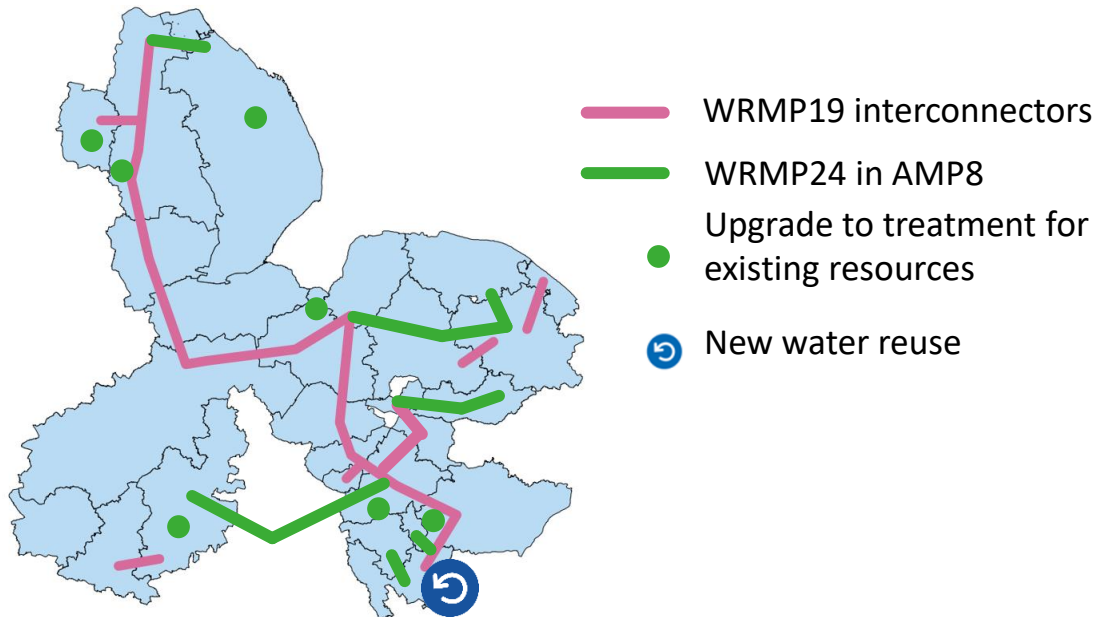 WRMP19 interconnectors
WRMP24 in AMP8
Upgrade to treatment for
existing resources
New water reuse